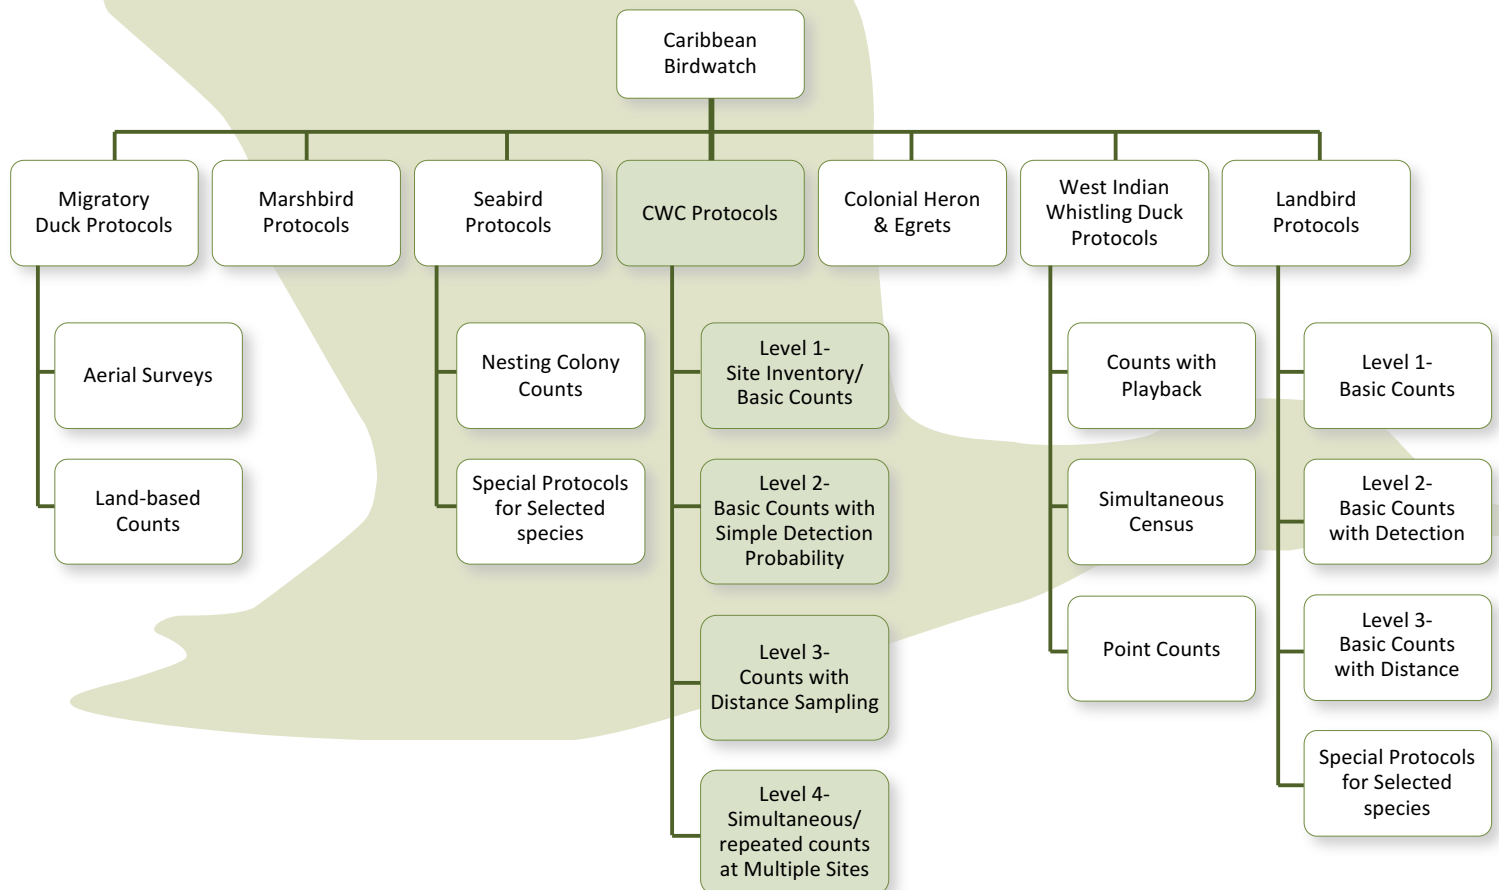 Caribbean
Birdwatch
Migratory
Duck Protocols
Marshbird
Protocols
Seabird
Protocols
CWC Protocols
Colonial Heron
& Egrets
West Indian
Whistling Duck
Protocols
Landbird
Protocols
Aerial Surveys
Land-based
Counts
Nesting Colony
Counts
Special Protocols
for Selected
species
Level 1-
Site Inventory/
Basic Counts
Level 2-
Basic Counts with
Simple Detection
Probability
Level 3-
Counts with
Distance Sampling
Level 4-
Simultaneous/
repeated counts
at Multiple Sites
Counts with
Playback
Simultaneous
Census
Point Counts
Level 1-
Basic Counts
Level 2-
Basic Counts
with Detection
Level 3-
Basic Counts
with Distance
Special Protocols
for Selected
species